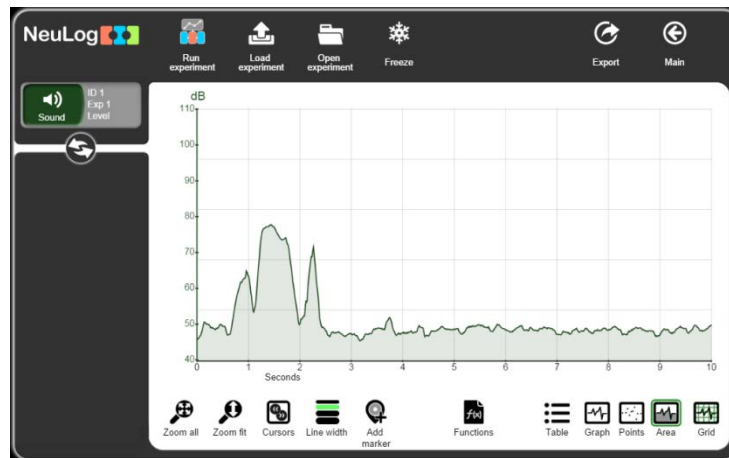 NeuLog
Run
experiment
Load
experiment
Open
experiment
Freeze
Export
Main
Sound
ID 1
Exp 1
Level
dB
110
100
90
80
70
60
50
40
0 1 2 3 4 5 6 7 8 9 10
Seconds
Zoom all
Zoom fit
Cursors
Line width
Add
marker
f(x)
Functions
Table
Graph
Points
Area
Grid